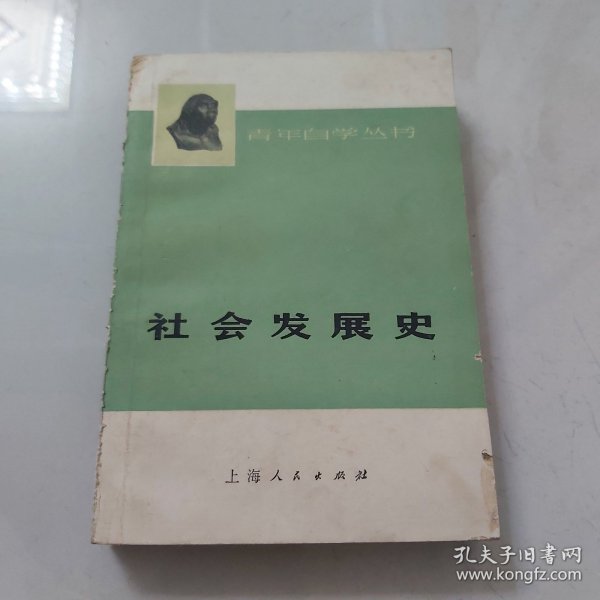 青年自学丛书
社会发展史
上海人民出版社
孔夫子旧书网
www.kongfz.com